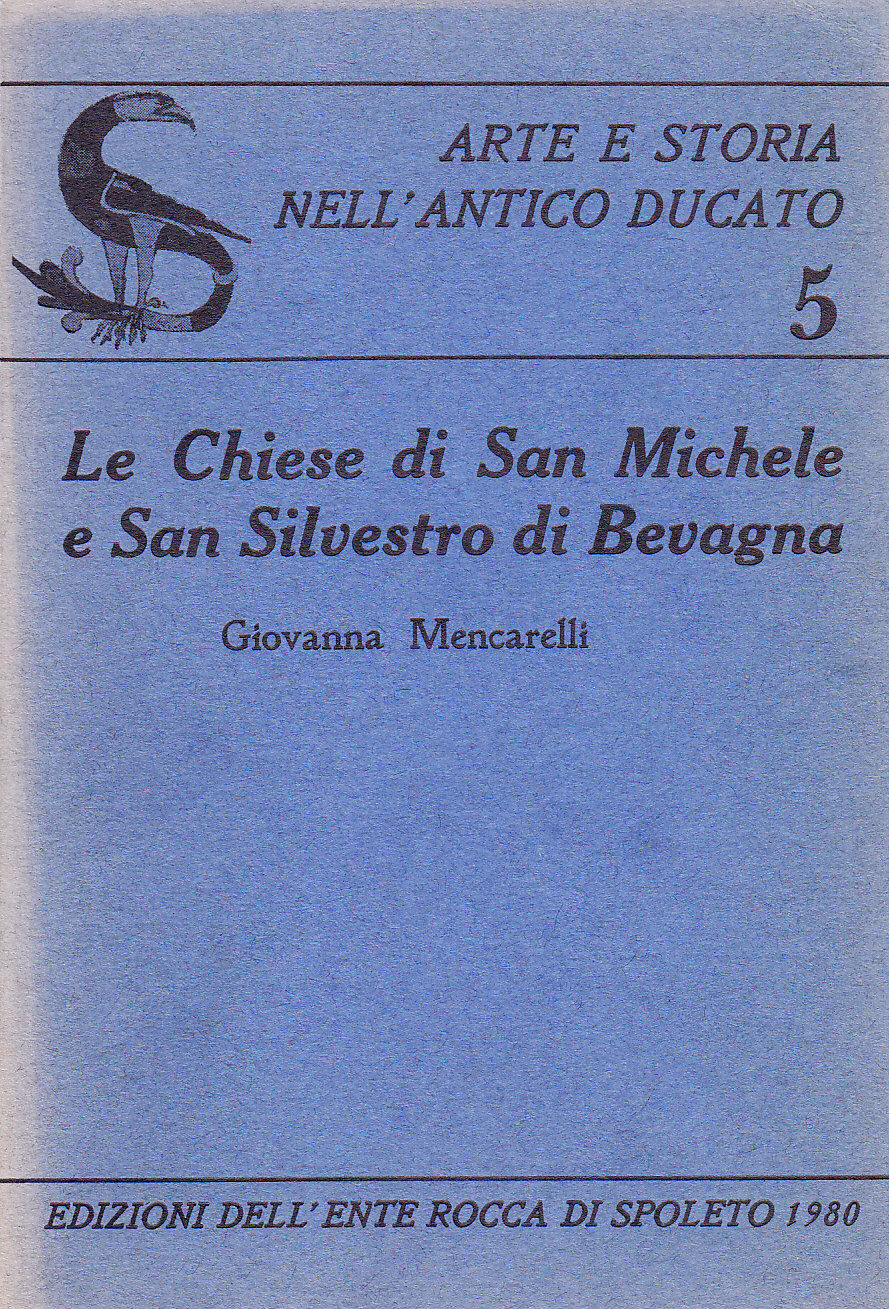 ARTE E STORIA
NELL'ANTICO DUCATO
5
Le Chiese di San Michele
e San Silvestro di Bevagna
Giovanna Mencarelli
EDIZIONI DELL'ENTE ROCCA DI SPOLETO 1980